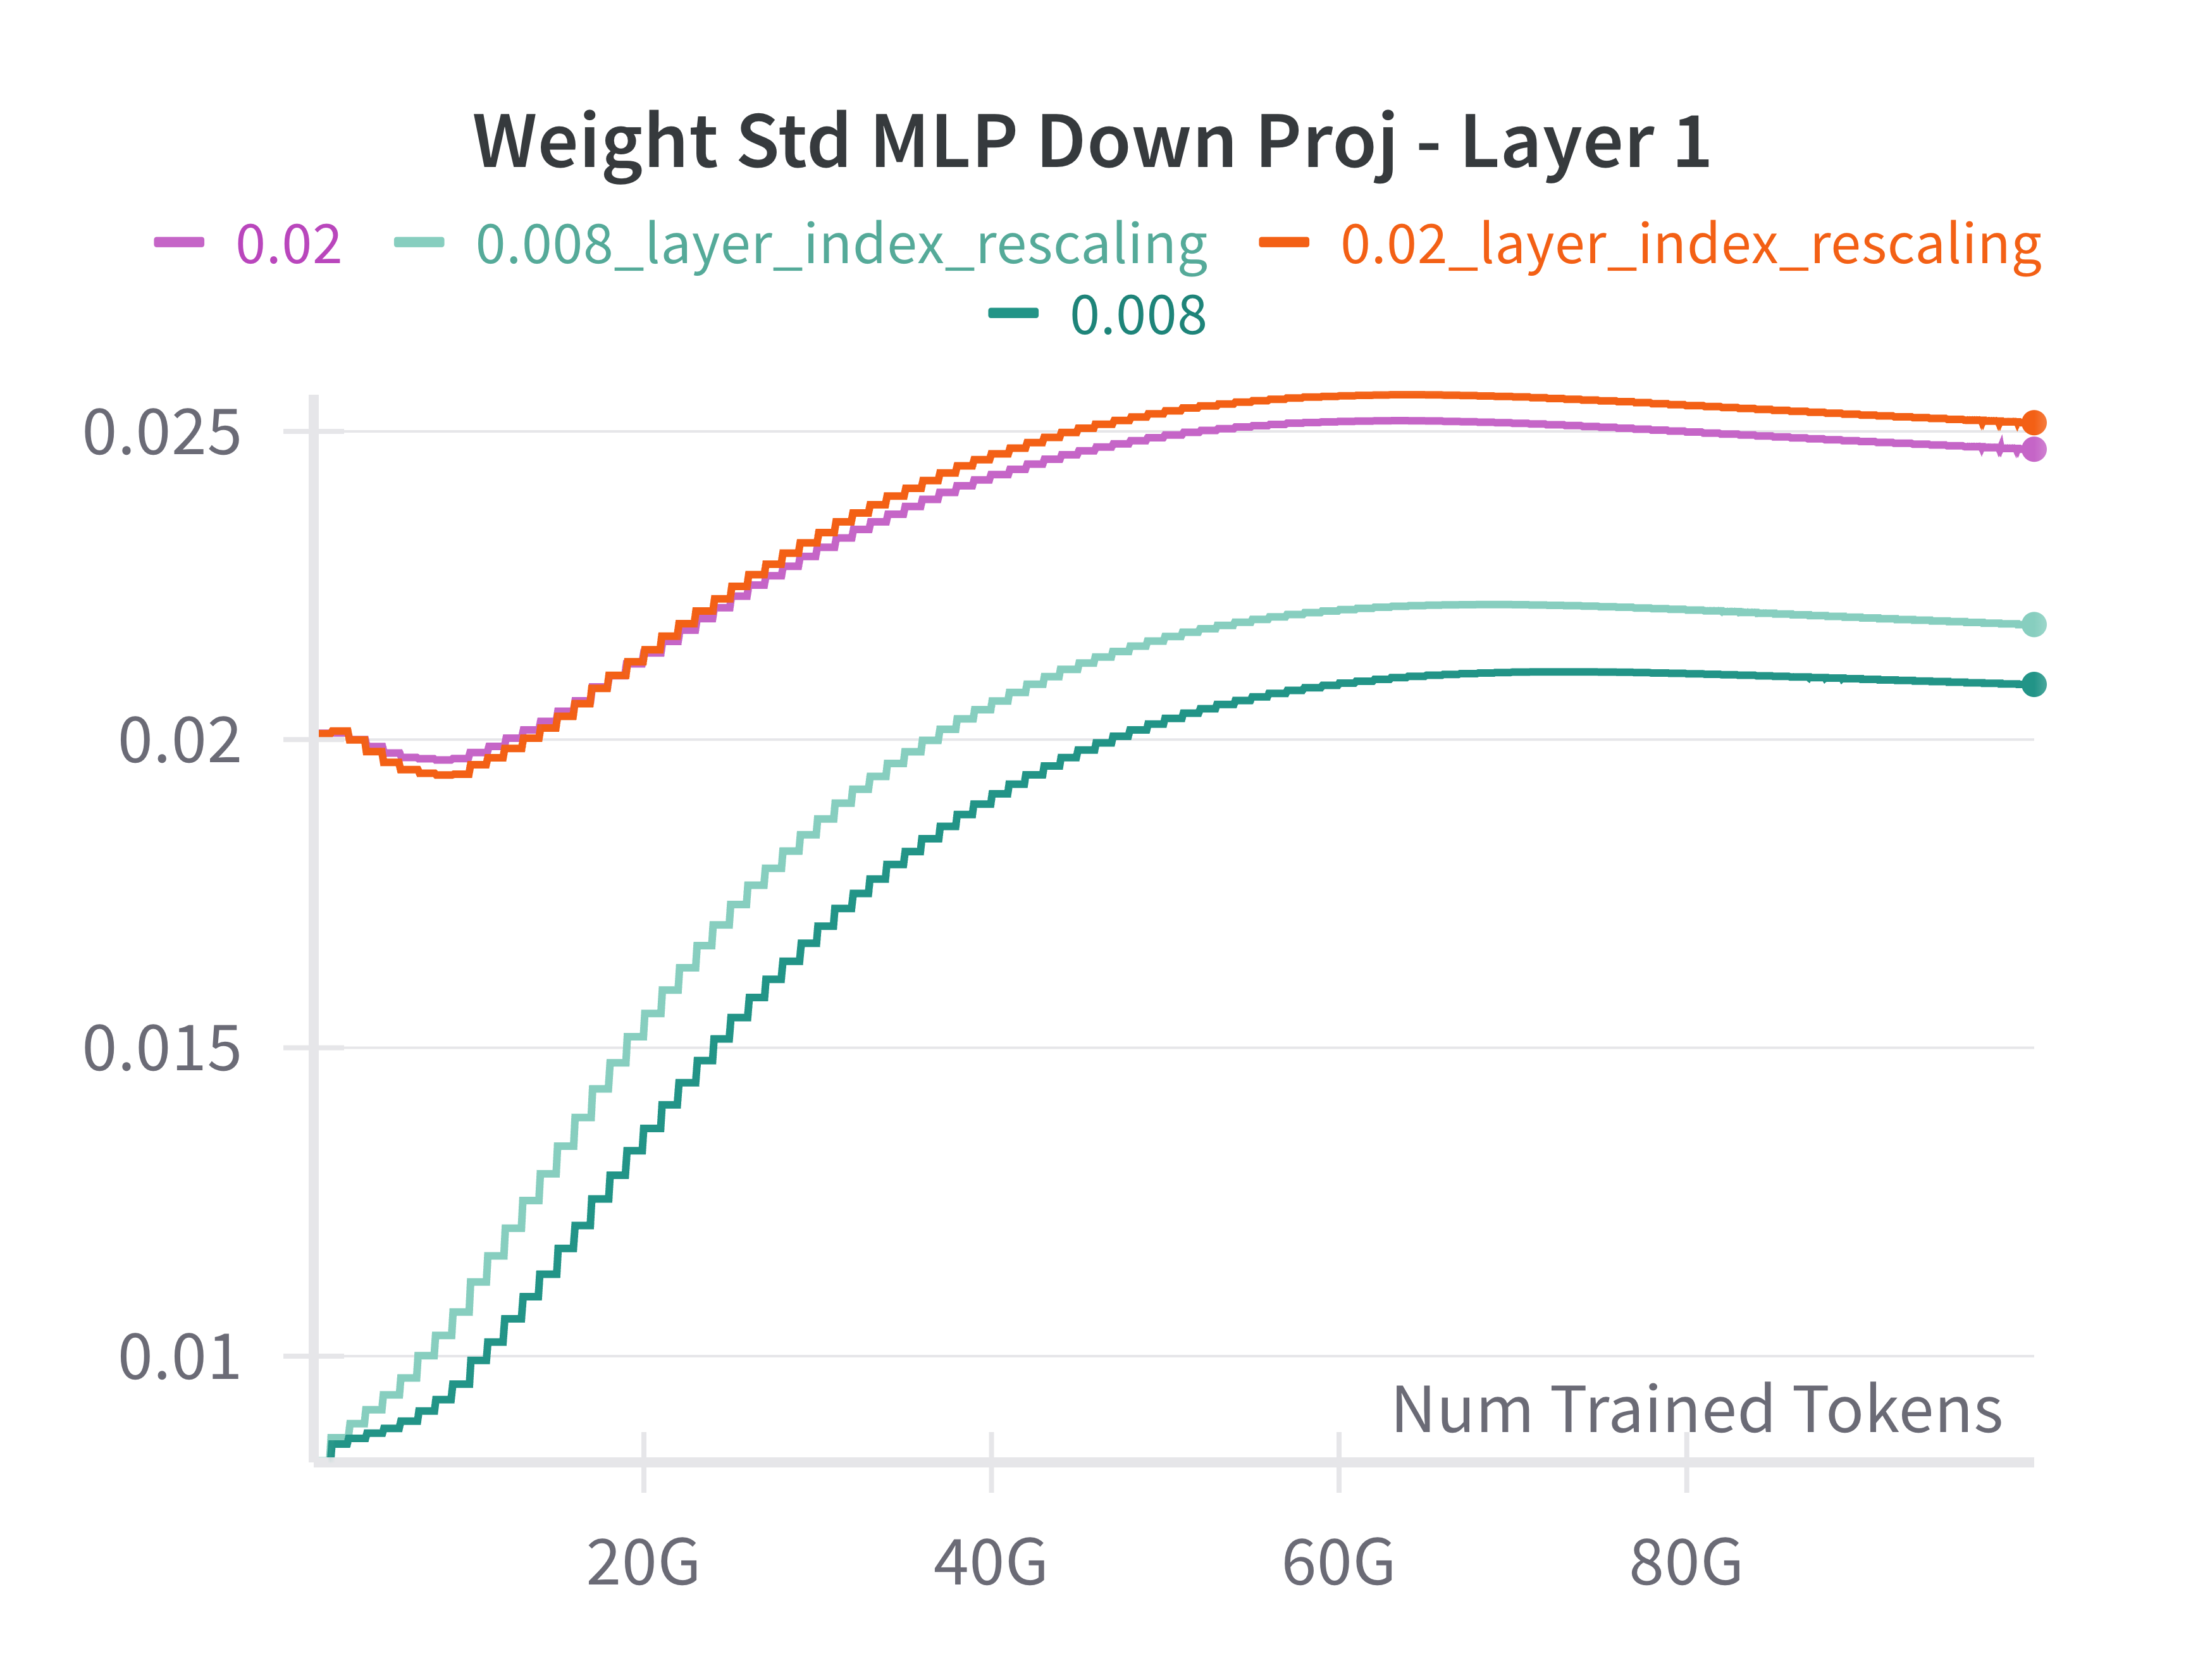 Weight Std MLP Down Proj - Layer 1
0.02 0.008_layer_index_rescaling 0.02_layer_index_rescaling
0.008
0.025
0.02
0.015
0.01
Num Trained Tokens
20G 40G 60G 80G